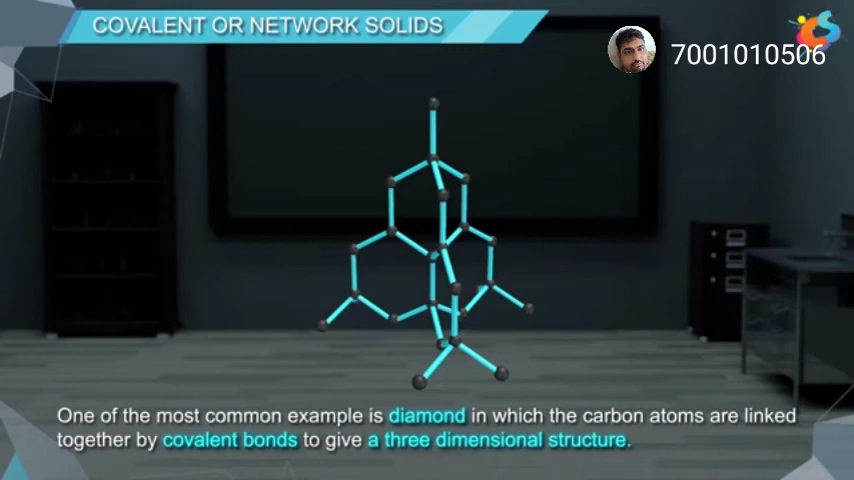 COVALENT OR NETWORK SOLIDS
7001010506
One of the most common example is diamond in which the carbon atoms are linked
together by covalent bonds to give a three dimensional structure.